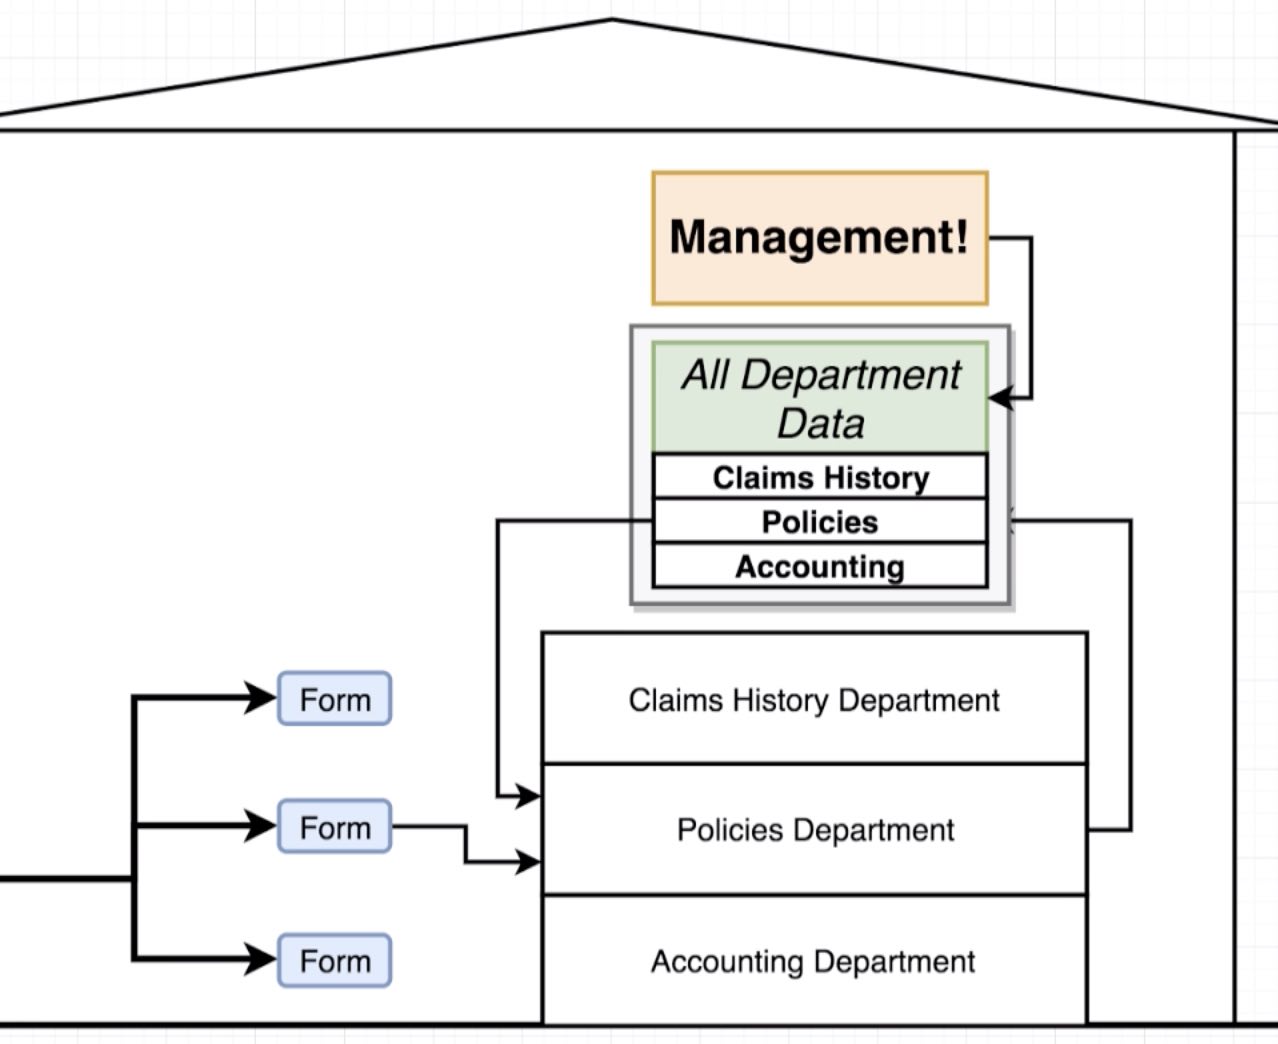 Management!
All Department
Data
Claims History
Policies
Accounting
Form
Claims History Department
Form
Policies Department
Form
Accounting Department